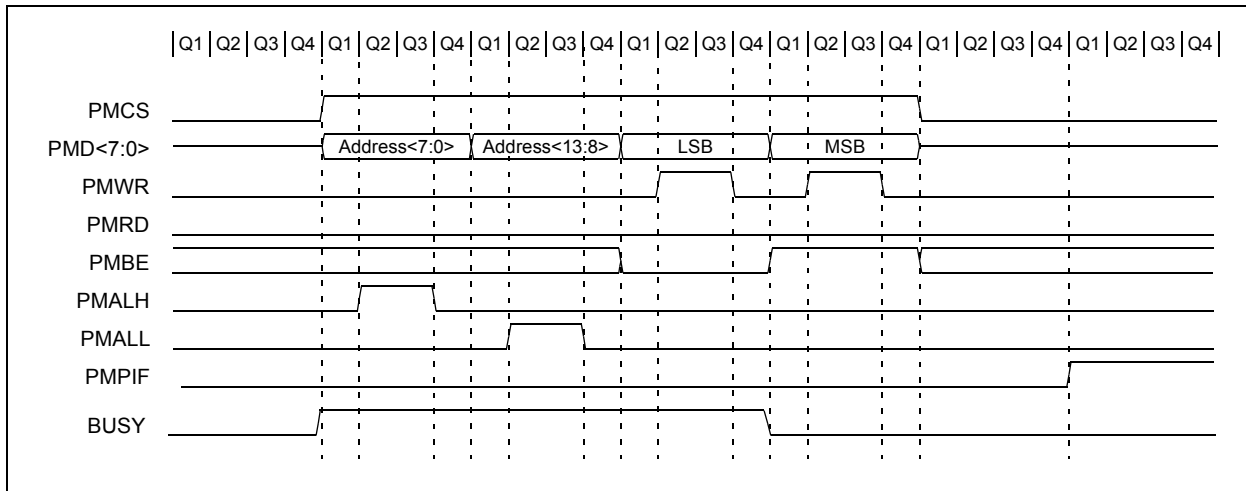 Q1 Q2 Q3 Q4 Q1 Q2 Q3 Q4 Q1 Q2 Q3 Q4 Q1 Q2 Q3 Q4 Q1 Q2 Q3 Q4 Q1 Q2 Q3 Q4 Q1 Q2 Q3 Q4
PMCS
PMD<7:0> Address<7:0> Address<13:8> LSB MSB
PMWR
PMRD
PMBE
PMALH
PMALL
PMPIF
BUSY